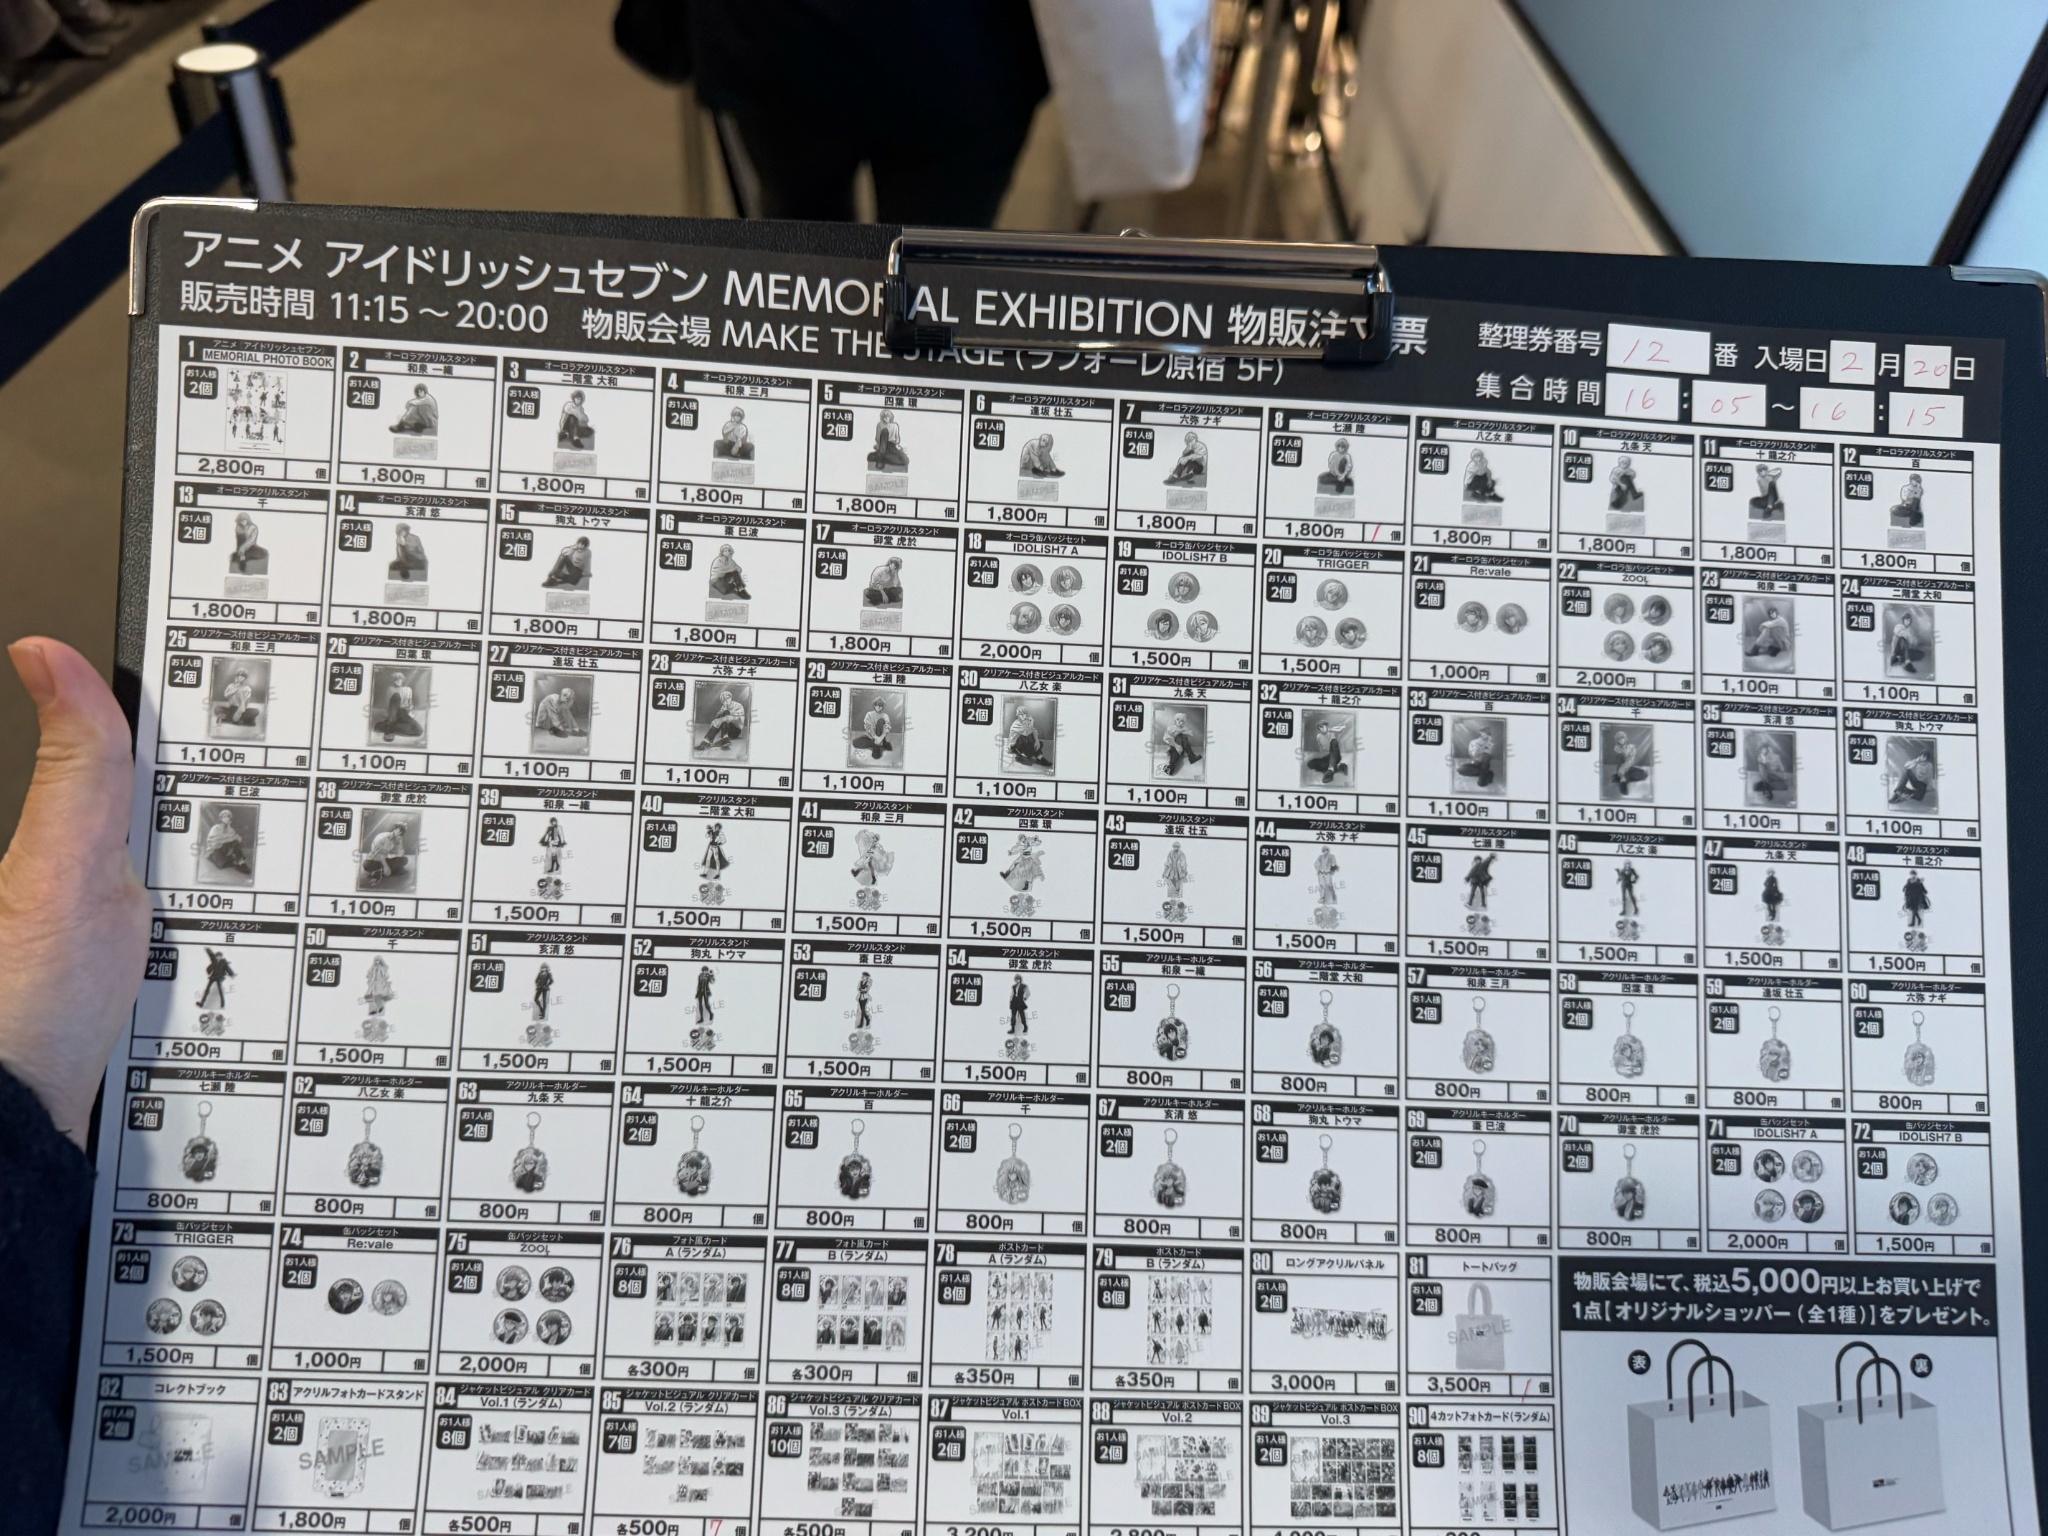 アニメ アイドリッシュセブン MEMORIAL EXHIBITION 物販注文票
販売時間 11:15～20:00 物販会場 MAKE THE STAGE (ラフォーレ原宿 5F)
整理券番号 12 番 入場日 2 月 20 日
集合時間 16 : 05 ～ 16 : 15
1 アニメ『アイドリッシュセブン』 MEMORIAL PHOTO BOOK お1人様 2個 2,800円 個
2 オーロラアクリルスタンド 和泉 一織 お1人様 2個 1,800円 個
3 オーロラアクリルスタンド 二階堂 大和 お1人様 2個 1,800円 個
4 オーロラアクリルスタンド 和泉 三月 お1人様 2個 1,800円 個
5 オーロラアクリルスタンド 四葉 環 お1人様 2個 1,800円 個
6 オーロラアクリルスタンド 逢坂 壮五 お1人様 2個 1,800円 個
7 オーロラアクリルスタンド 六弥 ナギ お1人様 2個 1,800円 個
8 オーロラアクリルスタンド 七瀬 陸 お1人様 2個 1,800円 1 個
9 オーロラアクリルスタンド 八乙女 楽 お1人様 2個 1,800円 個
10 オーロラアクリルスタンド 九条 天 お1人様 2個 1,800円 個
11 オーロラアクリルスタンド 十 龍之介 お1人様 2個 1,800円 個
12 オーロラアクリルスタンド 百 お1人様 2個 1,800円 個
13 オーロラアクリルスタンド 千 お1人様 2個 1,800円 個
14 オーロラアクリルスタンド 亥清 悠 お1人様 2個 1,800円 個
15 オーロラアクリルスタンド 狗丸 トウマ お1人様 2個 1,800円 個
16 オーロラアクリルスタンド 棗 巳波 お1人様 2個 1,800円 個
17 オーロラアクリルスタンド 御堂 虎於 お1人様 2個 1,800円 個
18 オーロラ缶バッジセット IDOLiSH7 A お1人様 2個 2,000円 個
19 オーロラ缶バッジセット IDOLiSH7 B お1人様 2個 1,500円 個
20 オーロラ缶バッジセット TRIGGER お1人様 2個 1,500円 個
21 オーロラ缶バッジセット Re:vale お1人様 2個 1,000円 個
22 オーロラ缶バッジセット ŹOOĻ お1人様 2個 2,000円 個
23 クリアケース付きビジュアルカード 和泉 一織 お1人様 2個 1,100円 個
24 クリアケース付きビジュアルカード 二階堂 大和 お1人様 2個 1,100円 個
25 クリアケース付きビジュアルカード 和泉 三月 お1人様 2個 1,100円 個
26 クリアケース付きビジュアルカード 四葉 環 お1人様 2個 1,100円 個
27 クリアケース付きビジュアルカード 逢坂 壮五 お1人様 2個 1,100円 個
28 クリアケース付きビジュアルカード 六弥 ナギ お1人様 2個 1,100円 個
29 クリアケース付きビジュアルカード 七瀬 陸 お1人様 2個 1,100円 個
30 クリアケース付きビジュアルカード 八乙女 楽 お1人様 2個 1,100円 個
31 クリアケース付きビジュアルカード 九条 天 お1人様 2個 1,100円 個
32 クリアケース付きビジュアルカード 十 龍之介 お1人様 2個 1,100円 個
33 クリアケース付きビジュアルカード 百 お1人様 2個 1,100円 個
34 クリアケース付きビジュアルカード 千 お1人様 2個 1,100円 個
35 クリアケース付きビジュアルカード 亥清 悠 お1人様 2個 1,100円 個
36 クリアケース付きビジュアルカード 狗丸 トウマ お1人様 2個 1,100円 個
37 クリアケース付きビジュアルカード 棗 巳波 お1人様 2個 1,100円 個
38 クリアケース付きビジュアルカード 御堂 虎於 お1人様 2個 1,100円 個
39 アクリルスタンド 和泉 一織 お1人様 2個 1,500円 個
40 アクリルスタンド 二階堂 大和 お1人様 2個 1,500円 個
41 アクリルスタンド 和泉 三月 お1人様 2個 1,500円 個
42 アクリルスタンド 四葉 環 お1人様 2個 1,500円 個
43 アクリルスタンド 逢坂 壮五 お1人様 2個 1,500円 個
44 アクリルスタンド 六弥 ナギ お1人様 2個 1,500円 個
45 アクリルスタンド 七瀬 陸 お1人様 2個 1,500円 個
46 アクリルスタンド 八乙女 楽 お1人様 2個 1,500円 個
47 アクリルスタンド 九条 天 お1人様 2個 1,500円 個
48 アクリルスタンド 十 龍之介 お1人様 2個 1,500円 個
49 アクリルスタンド 百 お1人様 2個 1,500円 個
50 アクリルスタンド 千 お1人様 2個 1,500円 個
51 アクリルスタンド 亥清 悠 お1人様 2個 1,500円 個
52 アクリルスタンド 狗丸 トウマ お1人様 2個 1,500円 個
53 アクリルスタンド 棗 巳波 お1人様 2個 1,500円 個
54 アクリルスタンド 御堂 虎於 お1人様 2個 1,500円 個
55 アクリルキーホルダー 和泉 一織 お1人様 2個 800円 個
56 アクリルキーホルダー 二階堂 大和 お1人様 2個 800円 個
57 アクリルキーホルダー 和泉 三月 お1人様 2個 800円 個
58 アクリルキーホルダー 四葉 環 お1人様 2個 800円 個
59 アクリルキーホルダー 逢坂 壮五 お1人様 2個 800円 個
60 アクリルキーホルダー 六弥 ナギ お1人様 2個 800円 個
61 アクリルキーホルダー 七瀬 陸 お1人様 2個 800円 個
62 アクリルキーホルダー 八乙女 楽 お1人様 2個 800円 個
63 アクリルキーホルダー 九条 天 お1人様 2個 800円 個
64 アクリルキーホルダー 十 龍之介 お1人様 2個 800円 個
65 アクリルキーホルダー 百 お1人様 2個 800円 個
66 アクリルキーホルダー 千 お1人様 2個 800円 個
67 アクリルキーホルダー 亥清 悠 お1人様 2個 800円 個
68 アクリルキーホルダー 狗丸 トウマ お1人様 2個 800円 個
69 アクリルキーホルダー 棗 巳波 お1人様 2個 800円 個
70 アクリルキーホルダー 御堂 虎於 お1人様 2個 800円 個
71 缶バッジセット IDOLiSH7 A お1人様 2個 2,000円 個
72 缶バッジセット IDOLiSH7 B お1人様 2個 1,500円 個
73 缶バッジセット TRIGGER お1人様 2個 1,500円 個
74 缶バッジセット Re:vale お1人様 2個 1,000円 個
75 缶バッジセット ŹOOĻ お1人様 2個 2,000円 個
76 フォト風カード A (ランダム) お1人様 8個 各300円 個
77 フォト風カード B (ランダム) お1人様 8個 各300円 個
78 ポストカード A (ランダム) お1人様 8個 各350円 個
79 ポストカード B (ランダム) お1人様 8個 各350円 個
80 ロングアクリルパネル お1人様 2個 3,000円 個
81 トートバッグ お1人様 2個 SAMPLE 3,500円 1 個
物販会場にて、税込5,000円以上お買い上げで
1点【オリジナルショッパー（全1種）】をプレゼント。
表 裏
82 コレクトブック お1人様 2個 SAMPLE 2,000円 個
83 アクリルフォトカードスタンド お1人様 2個 SAMPLE 1,800円 個
84 ジャケットビジュアル クリアカード Vol.1 (ランダム) お1人様 8個 各500円 個
85 ジャケットビジュアル クリアカード Vol.2 (ランダム) お1人様 7個 各500円 7 個
86 ジャケットビジュアル クリアカード Vol.3 (ランダム) お1人様 10個 各500円 個
87 ジャケットビジュアル ポストカードBOX Vol.1 お1人様 2個 3,200円
88 ジャケットビジュアル ポストカードBOX Vol.2 お1人様 2個
89 ジャケットビジュアル ポストカードBOX Vol.3 お1人様 2個
90 4カットフォトカード (ランダム) お1人様 8個